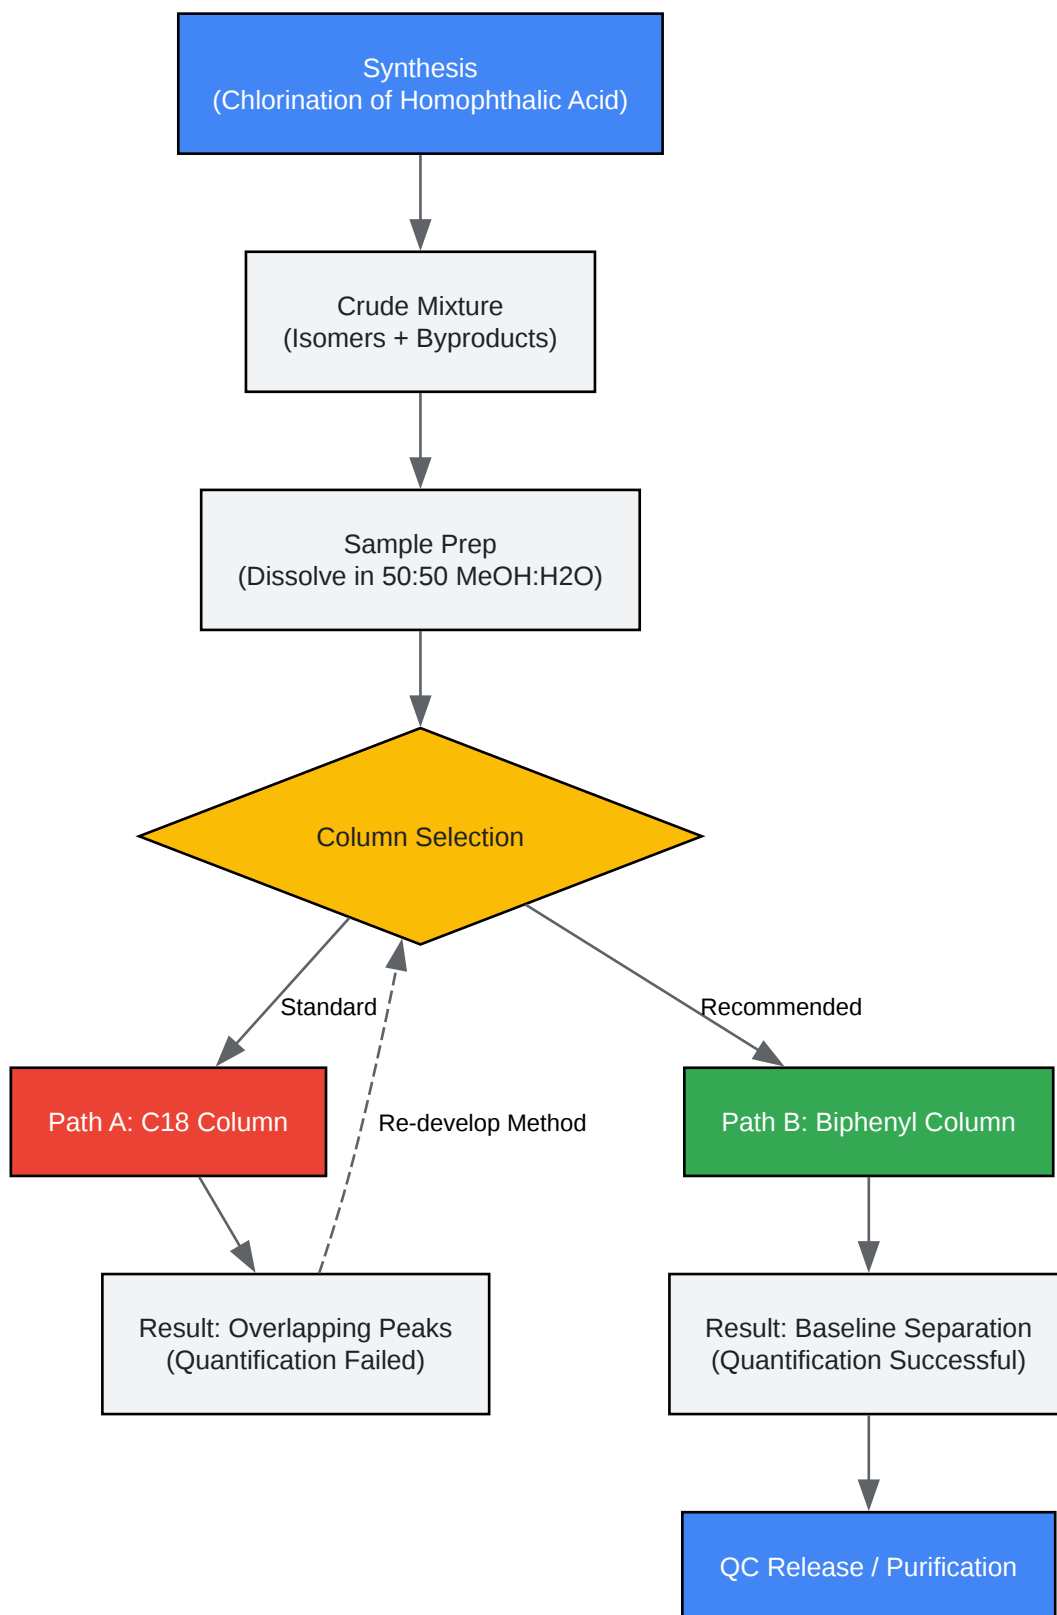 Synthesis
(Chlorination of Homophthalic Acid)
Crude Mixture
(Isomers + Byproducts)
Sample Prep
(Dissolve in 50:50 MeOH:H2O)
Column Selection
Standard
Recommended
Path A: C18 Column
Re-develop Method
Path B: Biphenyl Column
Result: Overlapping Peaks
(Quantification Failed)
Result: Baseline Separation
(Quantification Successful)
QC Release / Purification